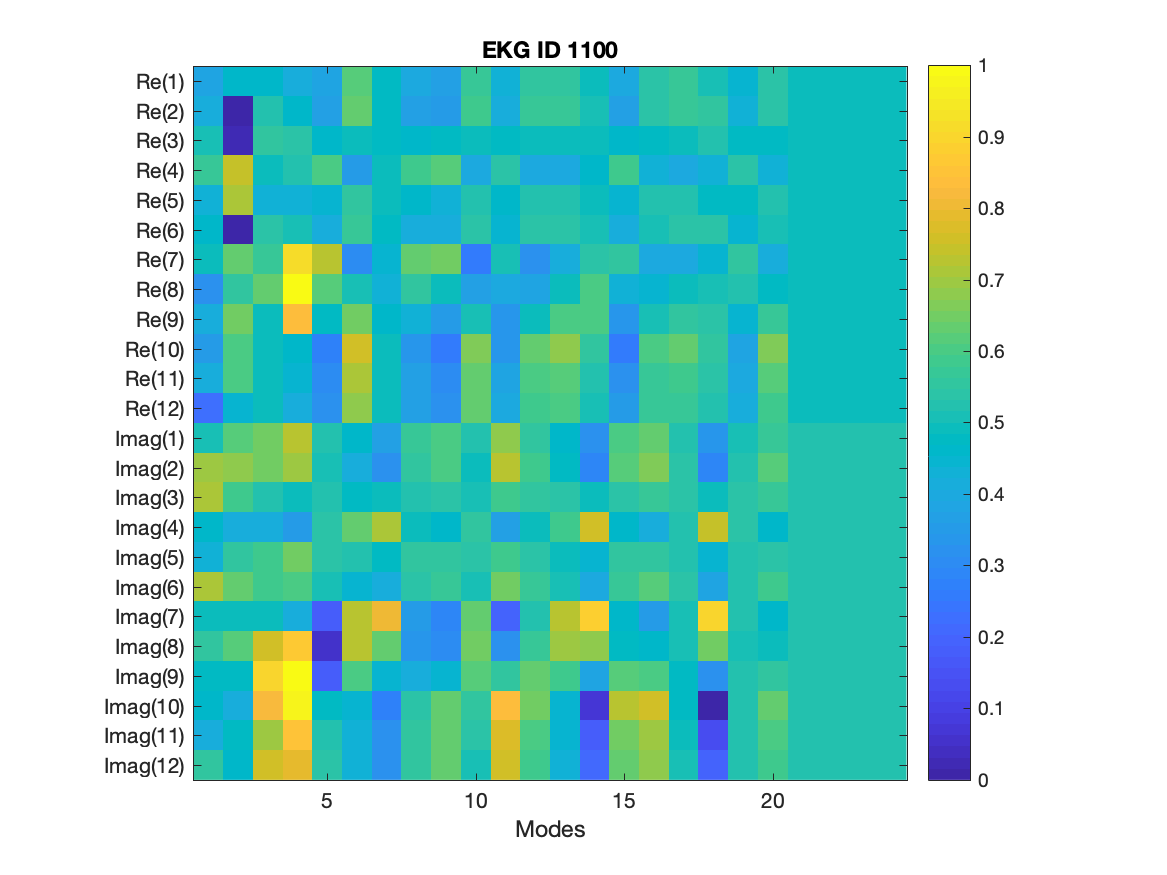 EKG ID 1100
Re(1)
Re(2)
Re(3)
Re(4)
Re(5)
Re(6)
Re(7)
Re(8)
Re(9)
Re(10)
Re(11)
Re(12)
Imag(1)
Imag(2)
Imag(3)
Imag(4)
Imag(5)
Imag(6)
Imag(7)
Imag(8)
Imag(9)
Imag(10)
Imag(11)
Imag(12)
5 10 15 20
Modes
1
0.9
0.8
0.7
0.6
0.5
0.4
0.3
0.2
0.1
0